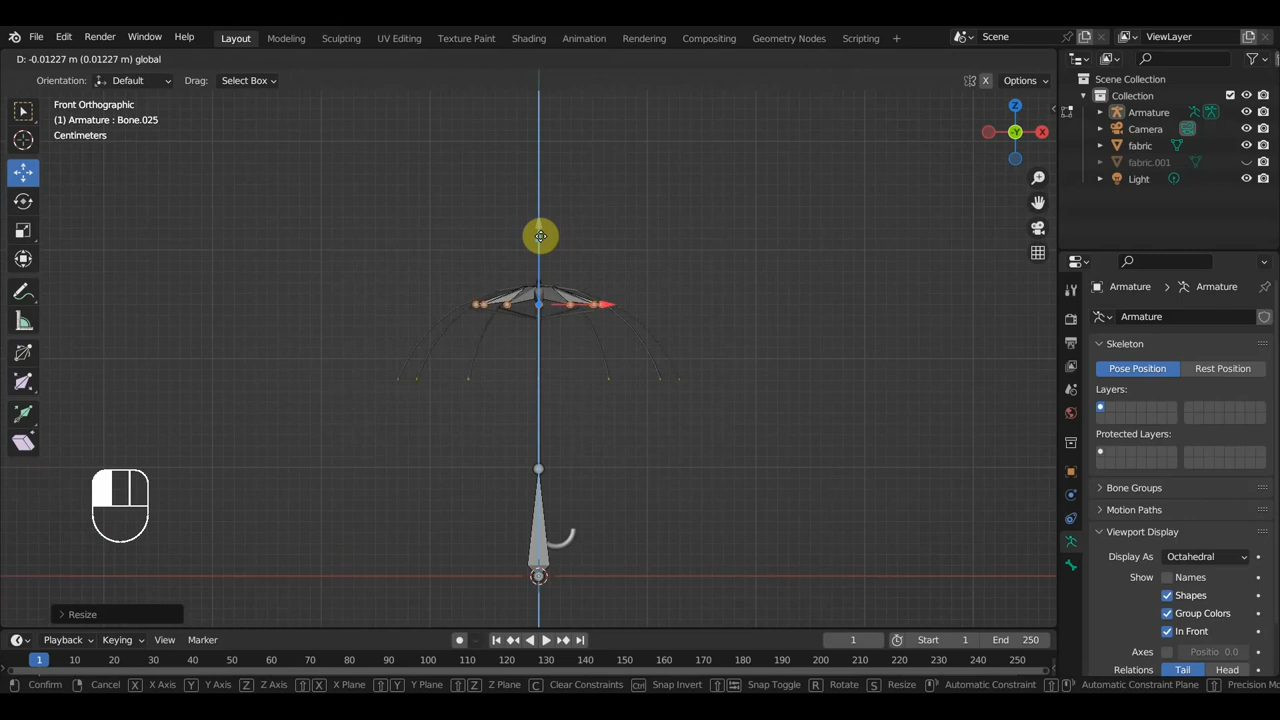 File Edit Render Window Help Layout Modeling Sculpting UV Editing Texture Paint Shading Animation Rendering Compositing Geometry Nodes Scripting + Scene ViewLayer
D: -0.01227 m (0.01227 m) global
Orientation: Default Drag: Select Box X Options
Front Orthographic
(1) Armature : Bone.025
Centimeters
Z
X
-Y
Scene Collection
Collection
Armature
Camera
fabric
fabric.001
Light
Armature > Armature
Armature
Skeleton
Pose Position Rest Position
Layers:
Protected Layers:
Bone Groups
Motion Paths
Viewport Display
Display As Octahedral
Show Names
Shapes
Group Colors
In Front
Axes Positio 0.0
Relations Tail Head
> Resize
Playback Keying View Marker 1 Start 1 End 250
1 10 20 30 40 50 60 70 80 90 100 110 120 130 140 150 160 170 180 190 200 210 220 230 240 250
Confirm Cancel X X Axis Y Y Axis Z Z Axis X X Plane Y Y Plane Z Z Plane C Clear Constraints Ctrl Snap Invert Snap Toggle R Rotate S Resize Automatic Constraint Automatic Constraint Plane Precision Mo